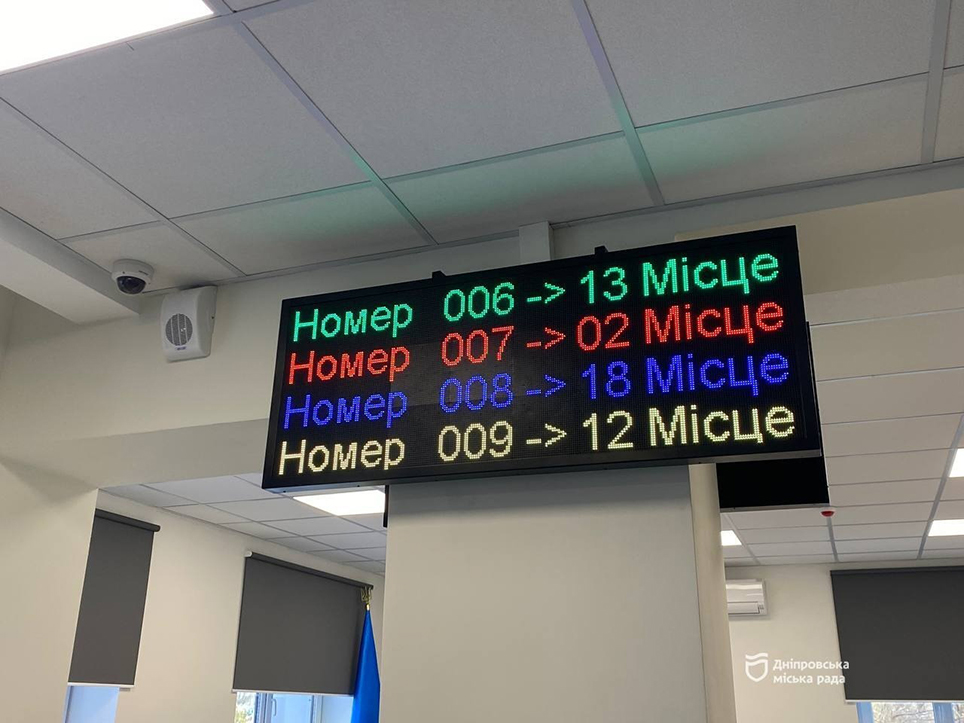 Номер 006 -> 13 Місце
Номер 007 -> 02 Місце
Номер 008 -> 18 Місце
Номер 009 -> 12 Місце
Дніпровська
міська рада